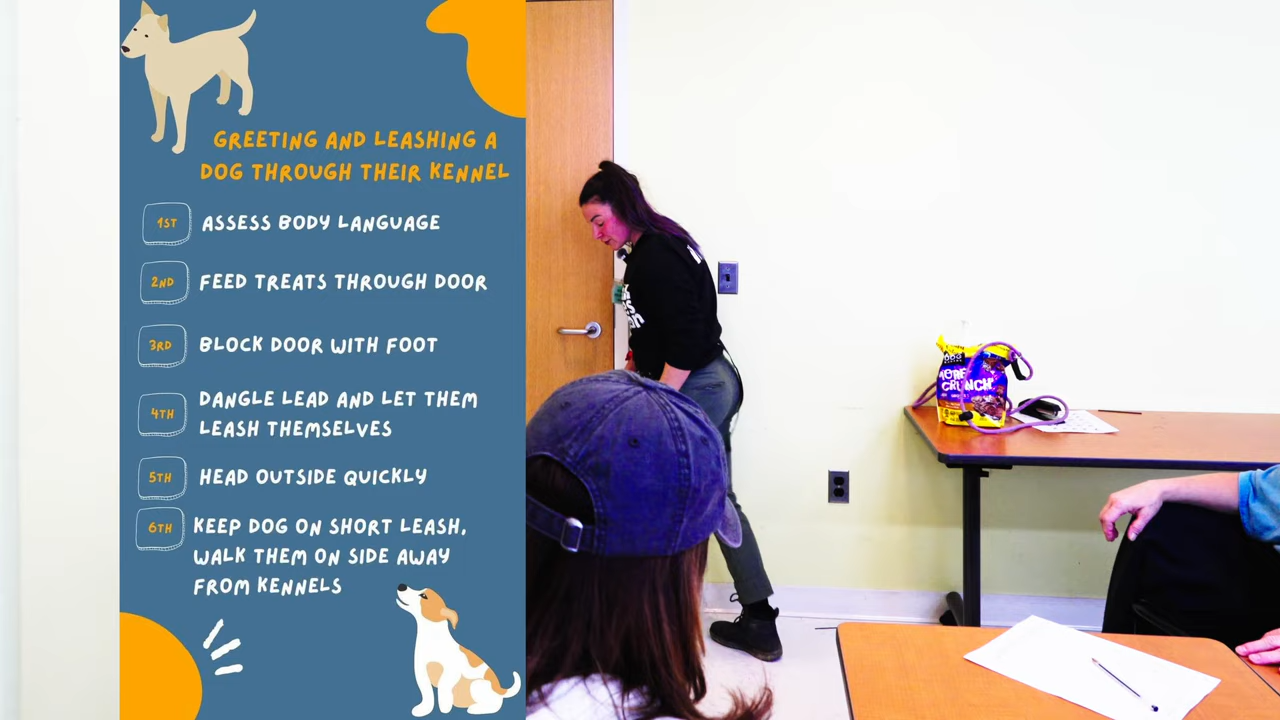 GREETING AND LEASHING A
DOG THROUGH THEIR KENNEL
1ST
ASSESS BODY LANGUAGE
2ND
FEED TREATS THROUGH DOOR
3RD
BLOCK DOOR WITH FOOT
4TH
DANGLE LEAD AND LET THEM
LEASH THEMSELVES
5TH
HEAD OUTSIDE QUICKLY
6TH
KEEP DOG ON SHORT LEASH,
WALK THEM ON SIDE AWAY
FROM KENNELS
CRUNCH